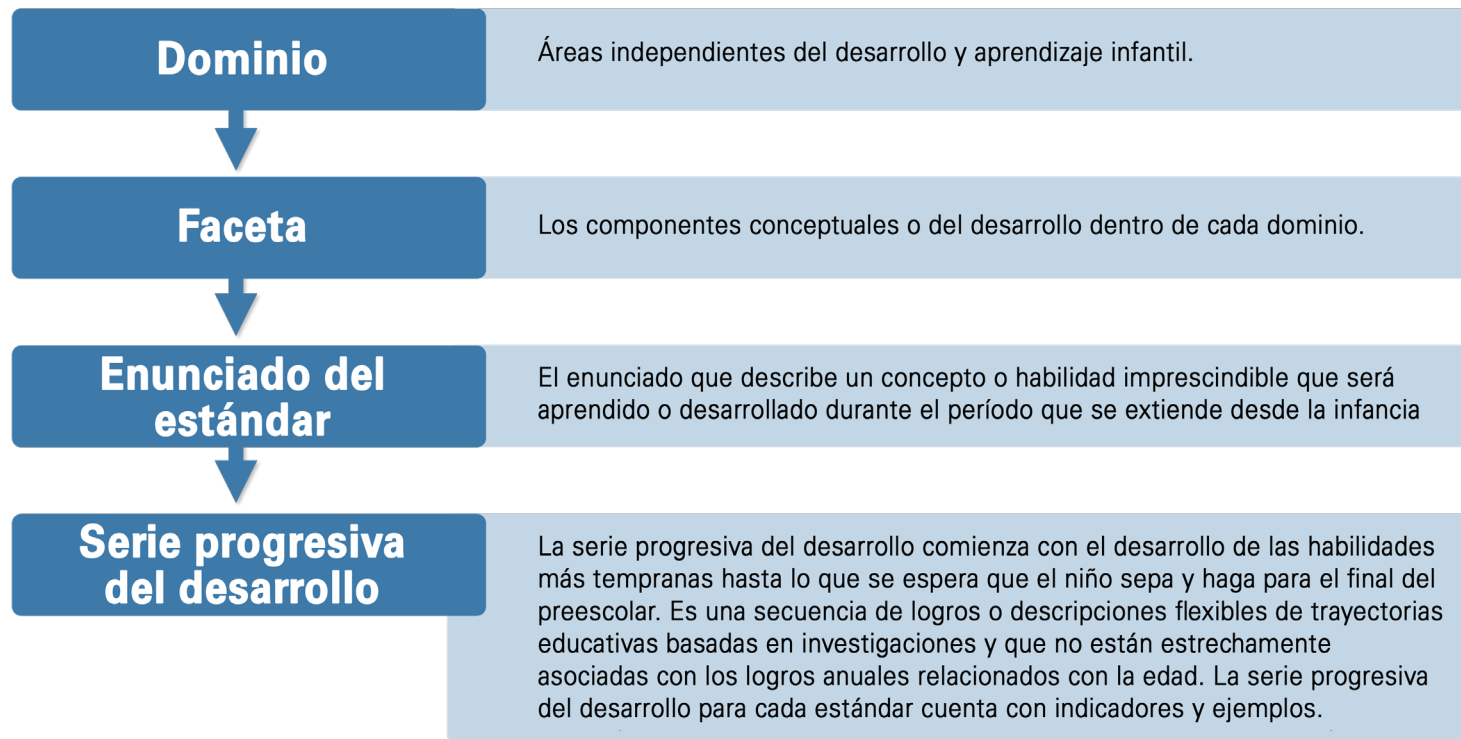 Dominio
Áreas independientes del desarrollo y aprendizaje infantil.
Faceta
Los componentes conceptuales o del desarrollo dentro de cada dominio.
Enunciado del
estándar
El enunciado que describe un concepto o habilidad imprescindible que será
aprendido o desarrollado durante el período que se extiende desde la infancia
Serie progresiva
del desarrollo
La serie progresiva del desarrollo comienza con el desarrollo de las habilidades
más tempranas hasta lo que se espera que el niño sepa y haga para el final del
preescolar. Es una secuencia de logros o descripciones flexibles de trayectorias
educativas basadas en investigaciones y que no están estrechamente
asociadas con los logros anuales relacionados con la edad. La serie progresiva
del desarrollo para cada estándar cuenta con indicadores y ejemplos.